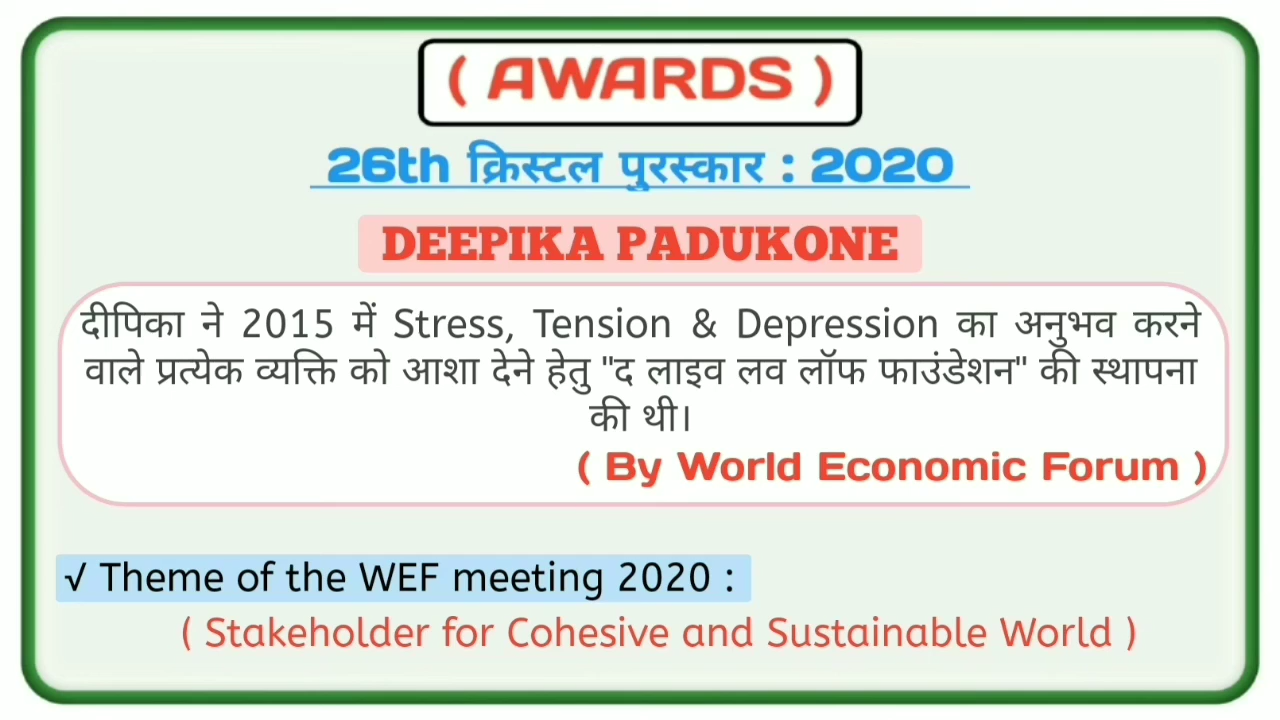 ( AWARDS )
26th क्रिस्टल पुरस्कार : 2020
DEEPIKA PADUKONE
दीपिका ने 2015 में Stress, Tension & Depression का अनुभव करने
वाले प्रत्येक व्यक्ति को आशा देने हेतु "द लाइव लव लॉफ फाउंडेशन" की स्थापना
की थी।
( By World Economic Forum )
√ Theme of the WEF meeting 2020 :
( Stakeholder for Cohesive and Sustainable World )